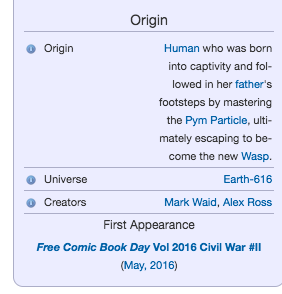 Origin
Origin Human who was born
into captivity and fol-
lowed in her father's
footsteps by mastering
the Pym Particle, ulti-
mately escaping to be-
come the new Wasp.
Universe Earth-616
Creators Mark Waid, Alex Ross
First Appearance
Free Comic Book Day Vol 2016 Civil War #II
(May, 2016)